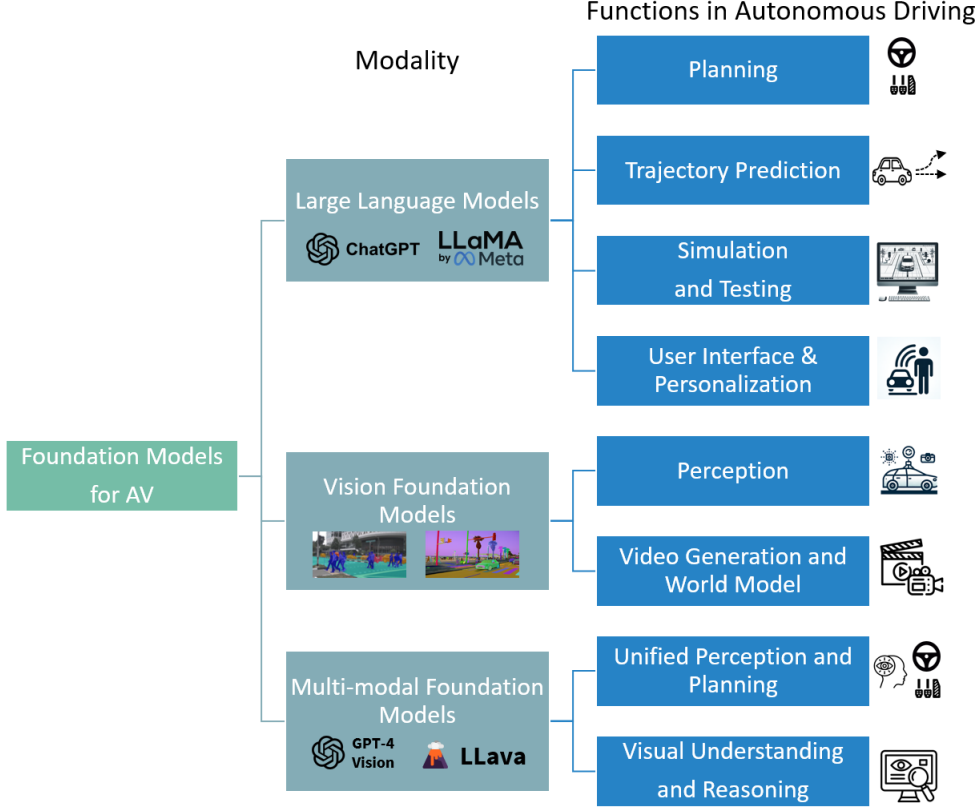 Functions in Autonomous Driving
Modality
Planning
Trajectory Prediction
Large Language Models
ChatGPT
LLaMA
by Meta
Simulation
and Testing
User Interface &
Personalization
Foundation Models
for AV
Vision Foundation
Models
Perception
Video Generation and
World Model
Multi-modal Foundation
Models
GPT-4
Vision
LLava
Unified Perception and
Planning
Visual Understanding
and Reasoning